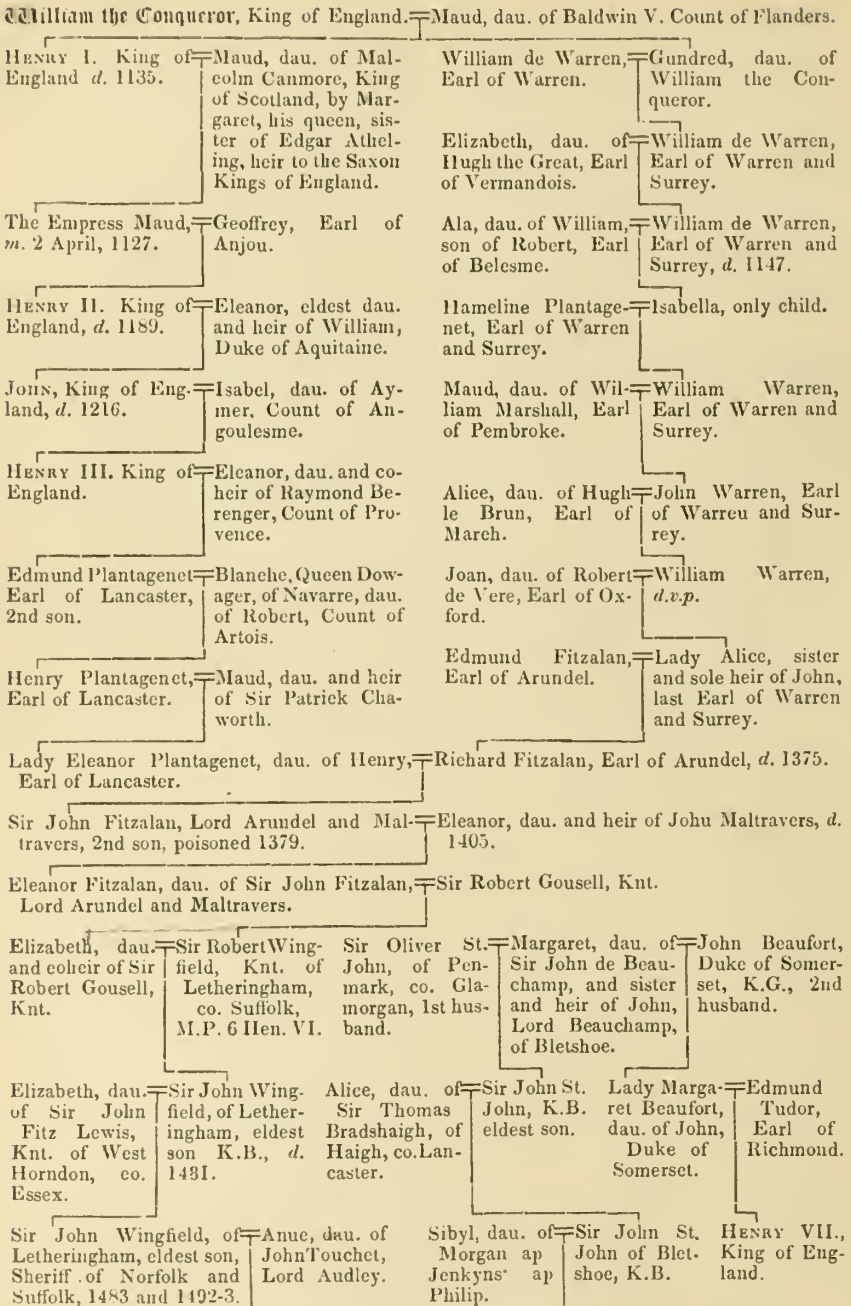 William the Conqueror, King of England.=Maud, dau. of Baldwin V. Count of Flanders.
HENRY I. King of=Maud, dau. of Mal-
England d. 1135. colm Canmore, King
of Scotland, by Mar-
garet, his queen, sis-
ter of Edgar Athel-
ing, heir to the Saxon
Kings of England.
William de Warren,=Gundred, dau. of
Earl of Warren. William the Con-
queror.
Elizabeth, dau. of=William de Warren,
Hugh the Great, Earl Earl of Warren and
of Vermandois. Surrey.
The Empress Maud,=Geoffrey, Earl of
m. 2 April, 1127. Anjou.
Ala, dau. of William,=William de Warren,
son of Robert, Earl Earl of Warren and
of Belesme. Surrey, d. 1147.
HENRY II. King of=Eleanor, eldest dau.
England, d. 1189. and heir of William,
Duke of Aquitaine.
Hameline Plantage-=Isabella, only child.
net, Earl of Warren
and Surrey.
JOHN, King of Eng-=Isabel, dau. of Ay-
land, d. 1216. mer, Count of An-
goulesme.
Maud, dau. of Wil-=William Warren,
liam Marshall, Earl Earl of Warren and
of Pembroke. Surrey.
HENRY III. King of=Eleanor, dau. and co-
England. heir of Raymond Be-
renger, Count of Pro-
vence.
Alice, dau. of Hugh=John Warren, Earl
le Brun, Earl of of Warren and Sur-
March. rey.
Edmund Plantagenet=Blanche, Queen Dow-
Earl of Lancaster, ager, of Navarre, dau.
2nd son. of Robert, Count of
Artois.
Joan, dau. of Robert=William Warren,
de Vere, Earl of Ox- d.v.p.
ford.
Henry Plantagenet,=Maud, dau. and heir
Earl of Lancaster. of Sir Patrick Cha-
worth.
Edmund Fitzalan,=Lady Alice, sister
Earl of Arundel. and sole heir of John,
last Earl of Warren
and Surrey.
Lady Eleanor Plantagenet, dau. of Henry,=Richard Fitzalan, Earl of Arundel, d. 1375.
Earl of Lancaster.
Sir John Fitzalan, Lord Arundel and Mal-=Eleanor, dau. and heir of John Maltravers, d.
travers, 2nd son, poisoned 1379. 1405.
Eleanor Fitzalan, dau. of Sir John Fitzalan,=Sir Robert Gousell, Knt.
Lord Arundel and Maltravers.
Elizabeth, dau.=Sir Robert Wing-
and coheir of Sir field, Knt. of
Robert Gousell, Letheringham,
Knt. co. Suffolk,
M.P. 6 Hen. VI.
Sir Oliver St.=Margaret, dau. of=John Beaufort,
John, of Pen- Sir John de Beau- Duke of Somer-
mark, co. Gla- champ, and sister set, K.G., 2nd
morgan, 1st hus- and heir of John, husband.
band. Lord Beauchamp,
of Bletshoe.
Elizabeth, dau.=Sir John Wing-
of Sir John field, of Lether-
Fitz Lewis, ingham, eldest
Knt. of West son K.B., d.
Horndon, co. 1481.
Essex.
Alice, dau. of=Sir John St.
Sir Thomas John, K.B.
Bradshaigh, of eldest son.
Haigh, co. Lan-
caster.
Lady Marga-=Edmund
ret Beaufort, Tudor,
dau. of John, Earl of
Duke of Richmond.
Somerset.
Sir John Wingfield, of=Anne, dau. of
Letheringham, eldest son, John Touchet,
Sheriff of Norfolk and Lord Audley.
Suffolk, 1483 and 1492-3.
Sibyl, dau. of=Sir John St.
Morgan ap John of Blet-
Jenkyns ap shoe, K.B.
Philip.
HENRY VII.,
King of Eng-
land.